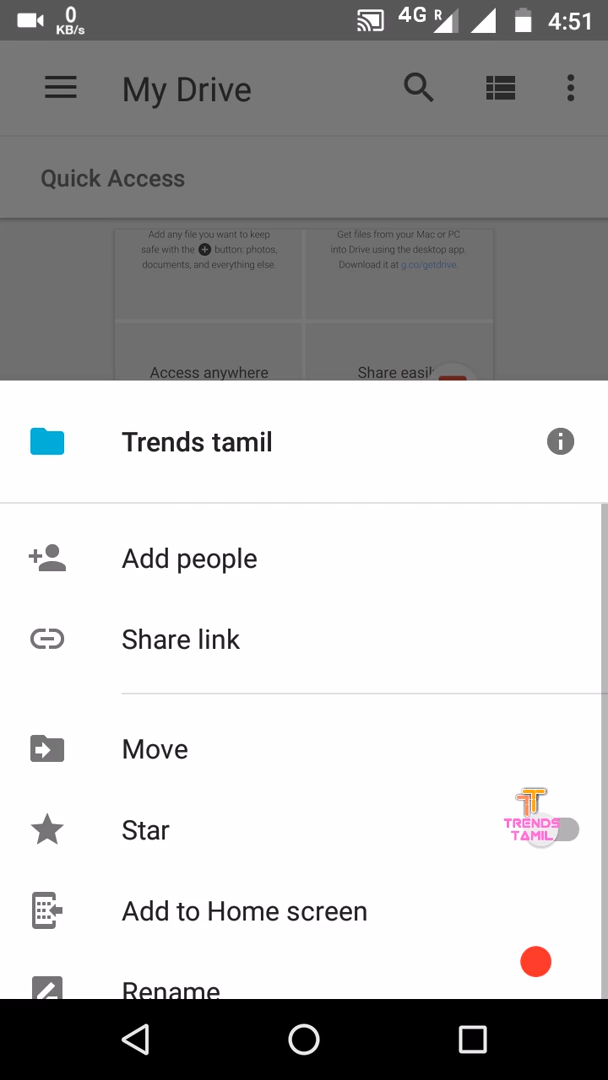 0
KB/s
4G R
4:51
My Drive
Quick Access
Add any file you want to keep
safe with the + button: photos,
documents, and everything else.
Get files from your Mac or PC
into Drive using the desktop app.
Download it at g.co/getdrive.
Access anywhere
Share easily
Trends tamil
Add people
Share link
Move
Star
TT
TRENDS
TAMIL
Add to Home screen
Rename